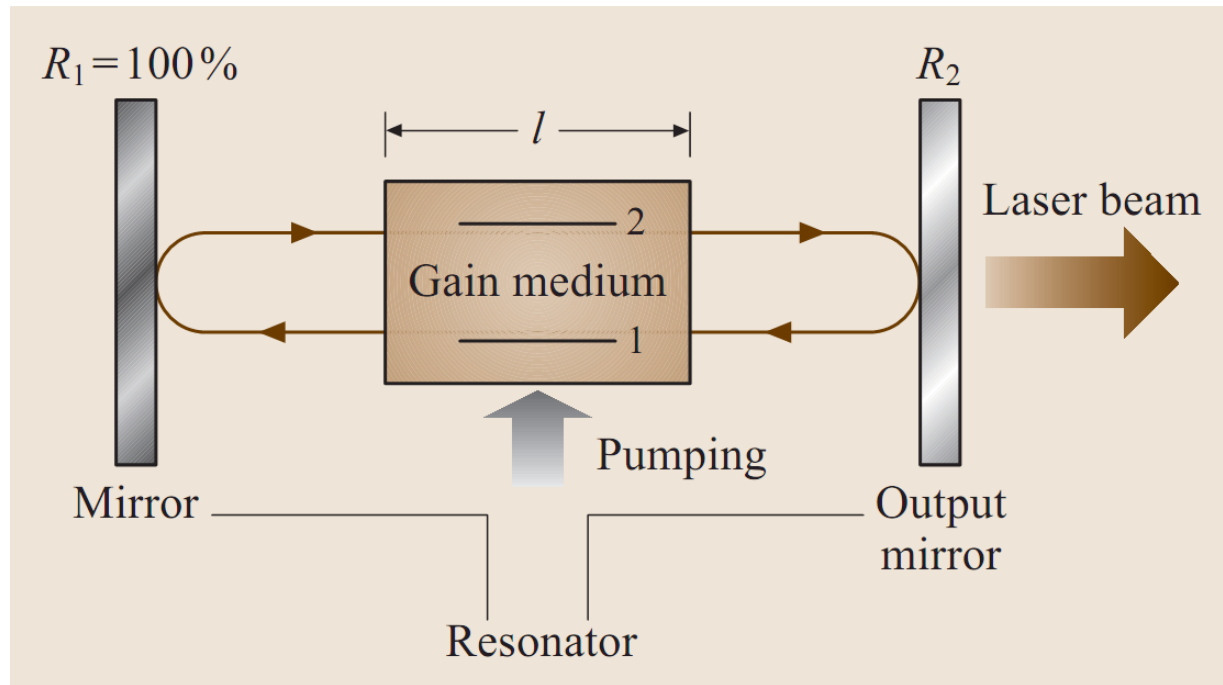 R₁ = 100 %
R₂
l
Laser beam
2
Gain medium
1
Pumping
Mirror
Output
mirror
Resonator